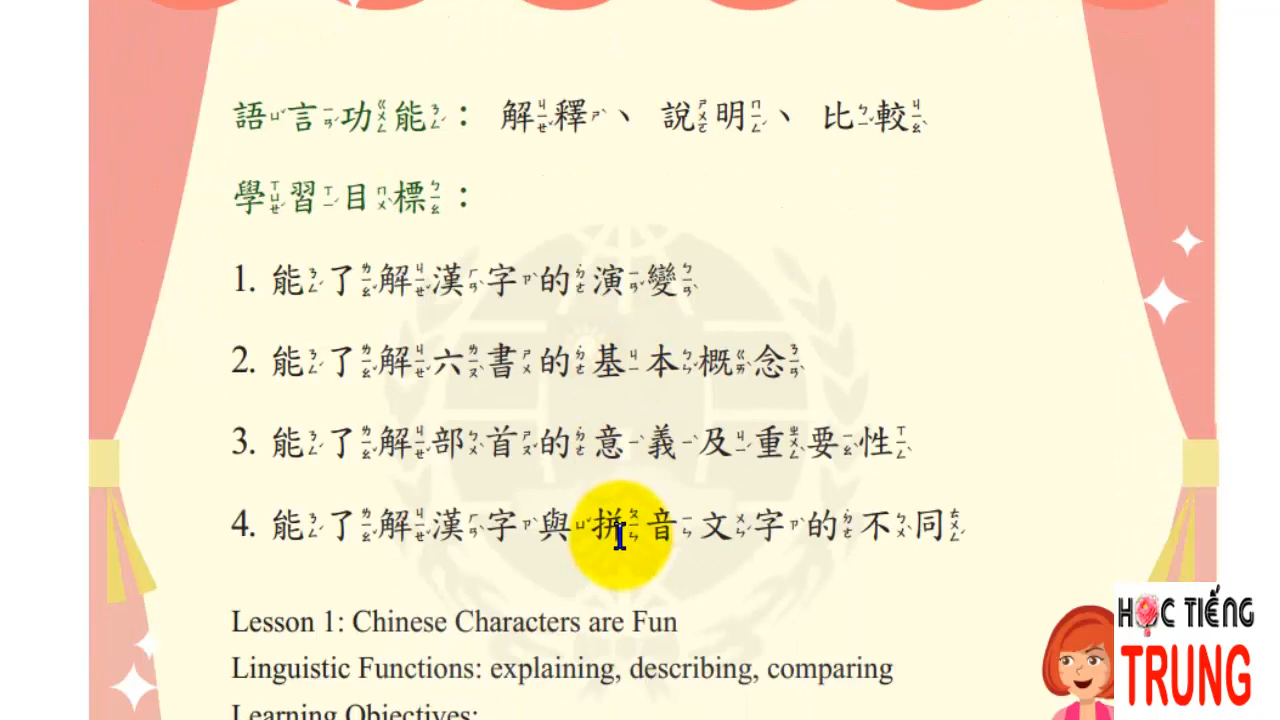 語言功能： 解釋、 說明、 比較
學習目標：
1. 能了解漢字的演變
2. 能了解六書的基本概念
3. 能了解部首的意義及重要性
4. 能了解漢字與拼音文字的不同
Lesson 1: Chinese Characters are Fun
Linguistic Functions: explaining, describing, comparing
Learning Objectives:
HỌC TIẾNG
TRUNG